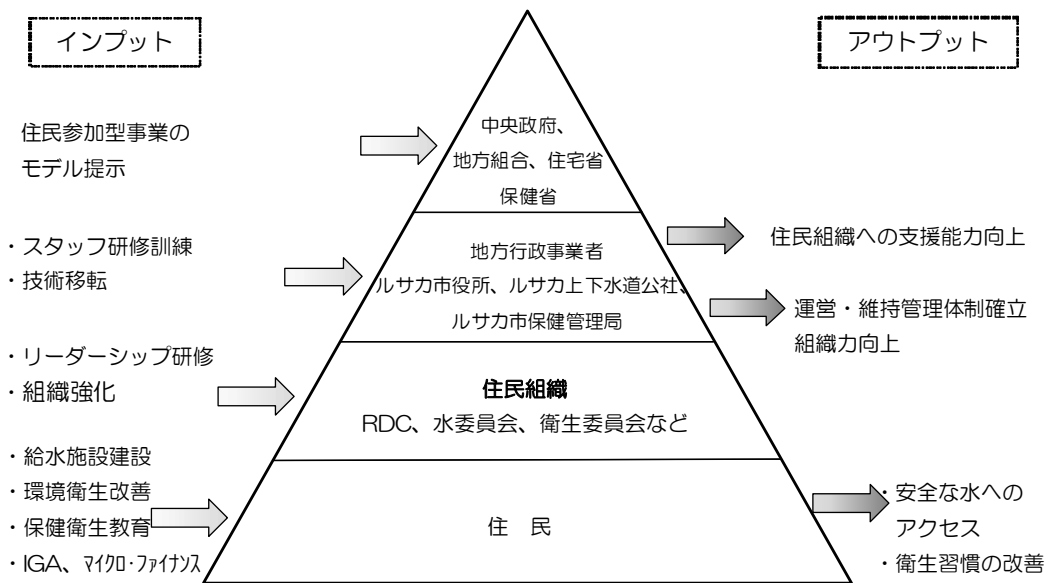 インプット
アウトプット
住民参加型事業の
モデル提示
中央政府、
地方組合、住宅省
保健省
・スタッフ研修訓練
・技術移転
地方行政事業者
ルサカ市役所、ルサカ上下水道公社、
ルサカ市保健管理局
住民組織への支援能力向上
運営・維持管理体制確立
組織力向上
・リーダーシップ研修
・組織強化
住民組織
RDC、水委員会、衛生委員会など
・給水施設建設
・環境衛生改善
・保健衛生教育
・IGA、ﾏｲｸﾛ・ﾌｧｲﾅﾝｽ
住　民
・安全な水への
アクセス
・衛生習慣の改善